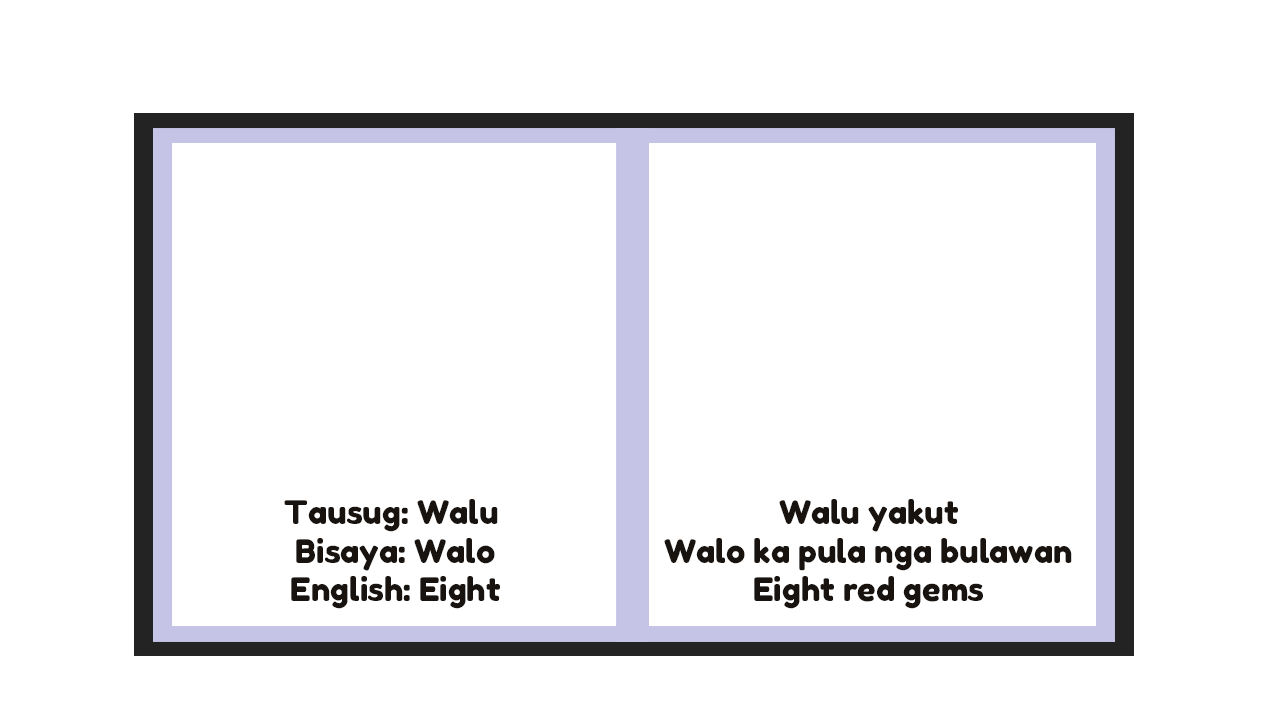 Tausug: Walu
Bisaya: Walo
English: Eight
Walu yakut
Walo ka pula nga bulawan
Eight red gems